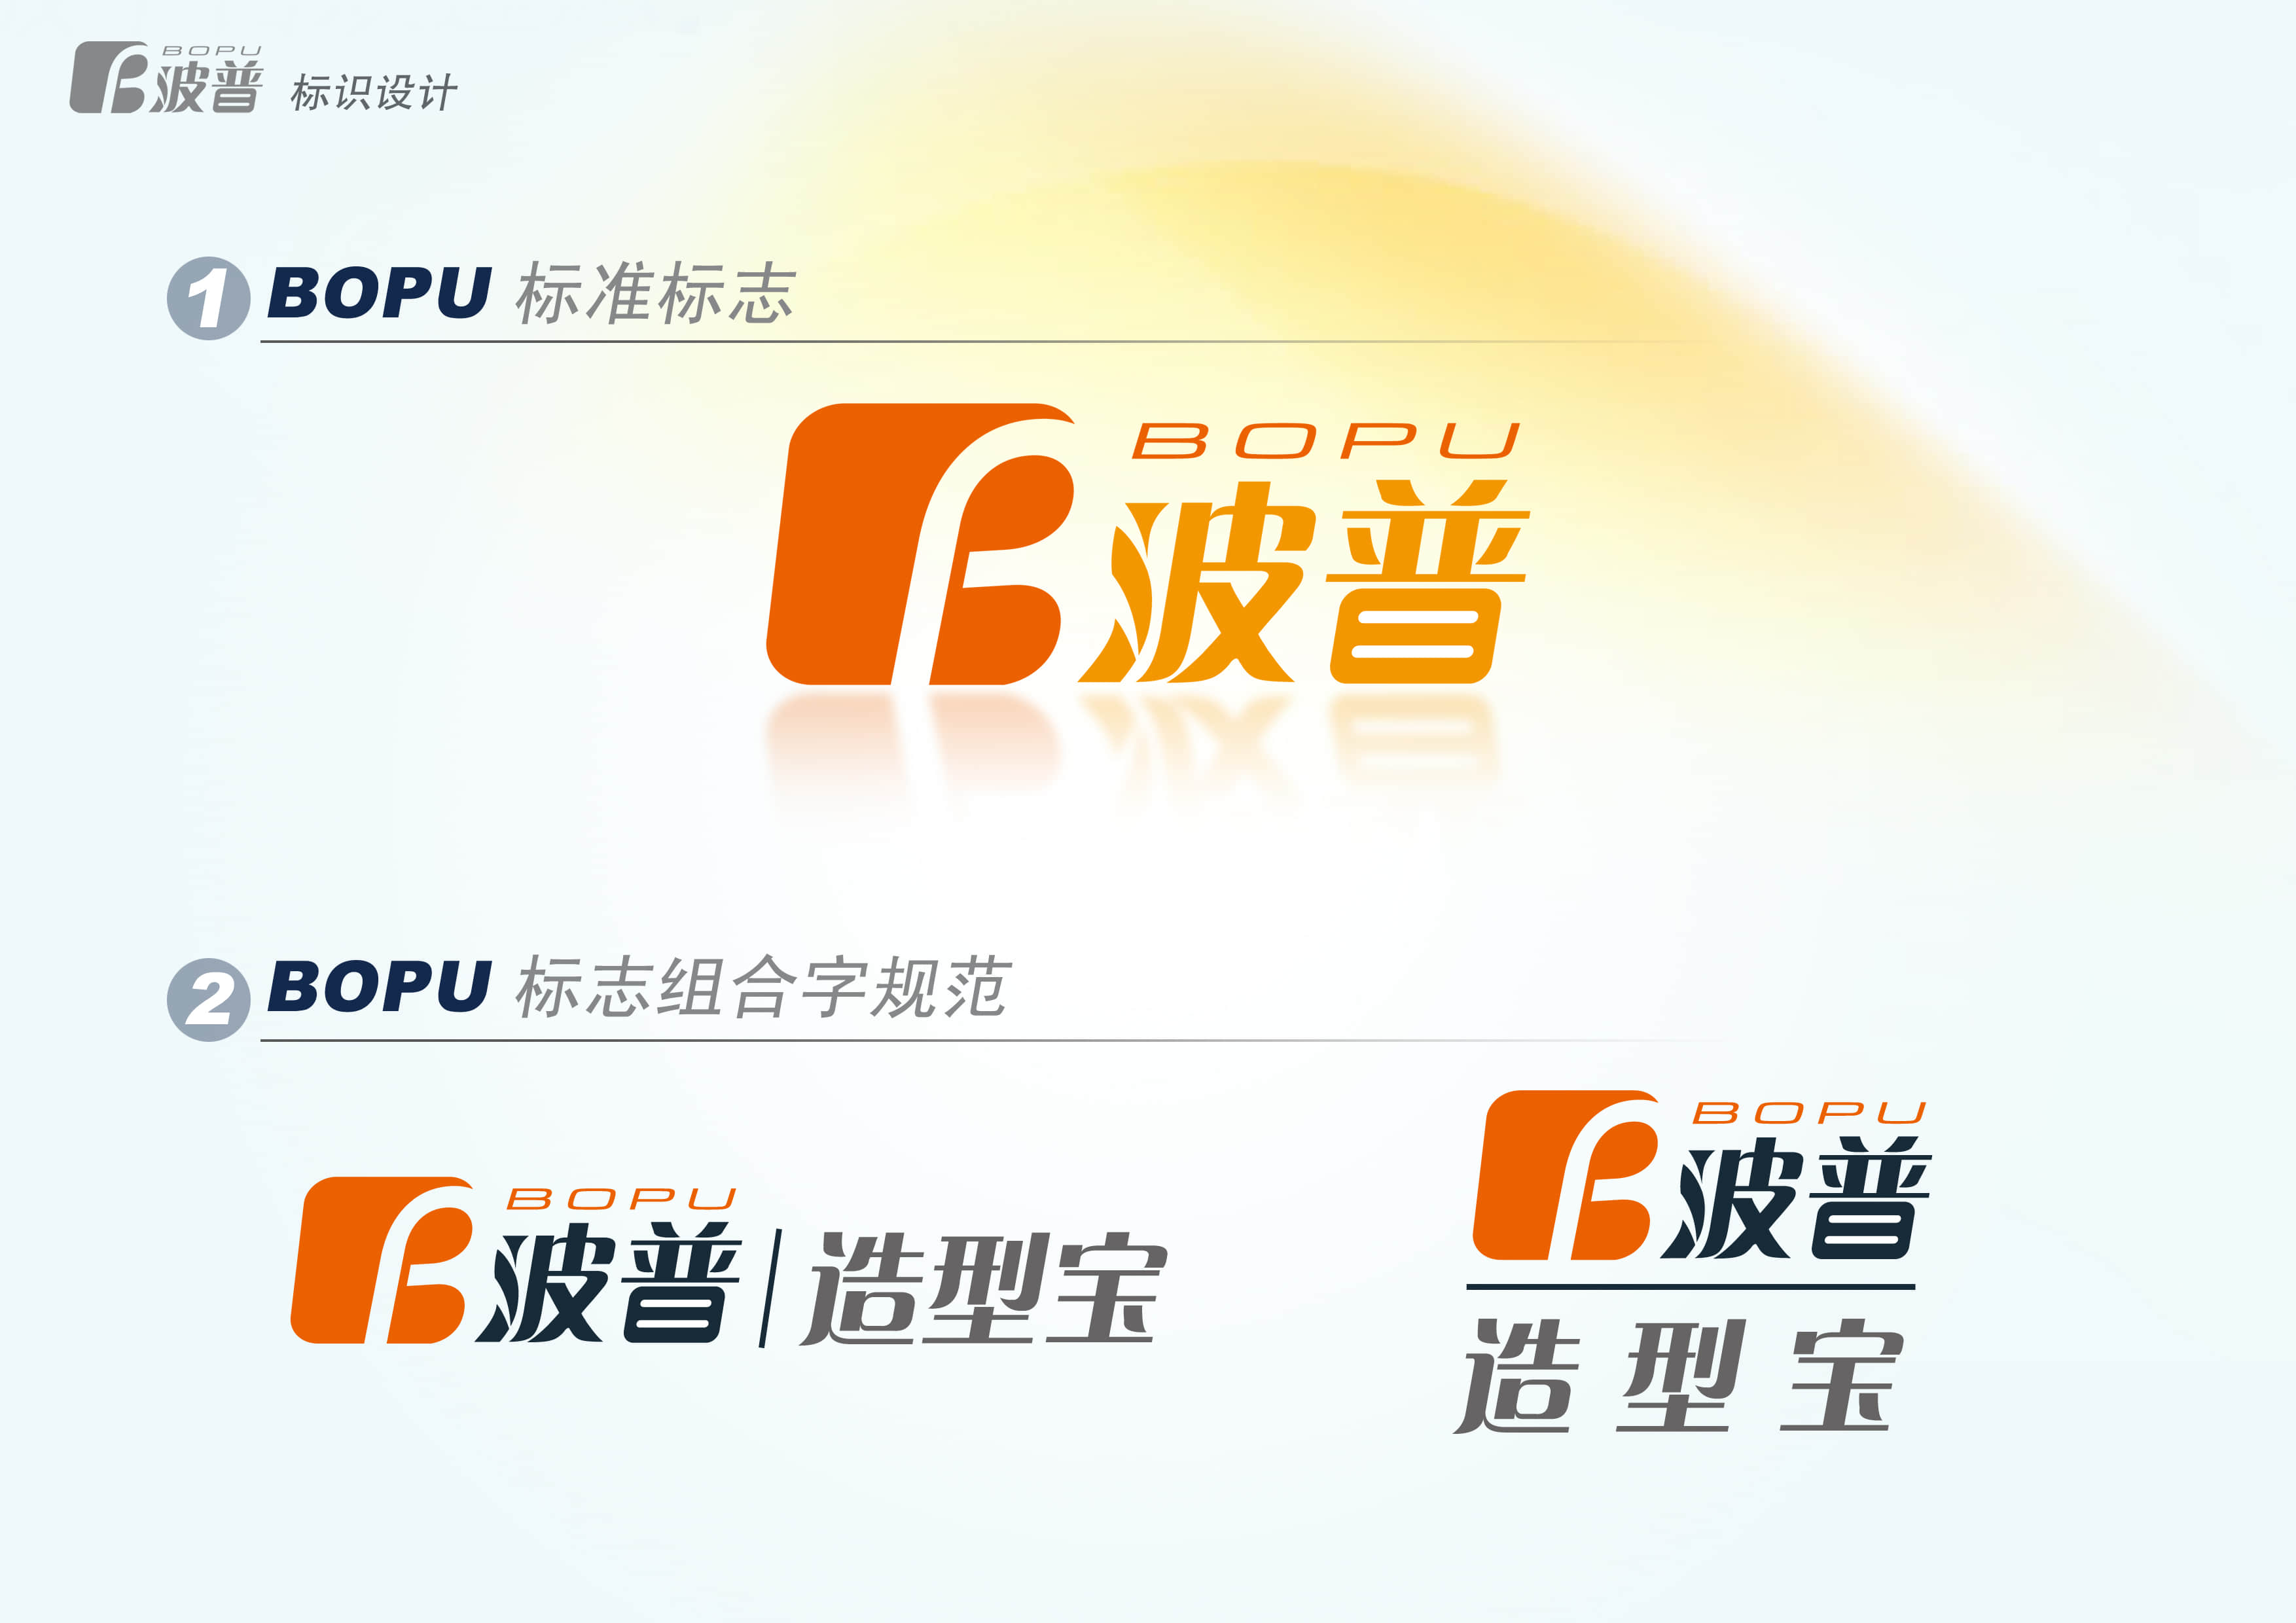 BOPU
波普 标识设计
1 BOPU 标准标志
BOPU
波普
2 BOPU 标志组合字规范
BOPU
波普 | 造型宝
BOPU
波普
造型宝